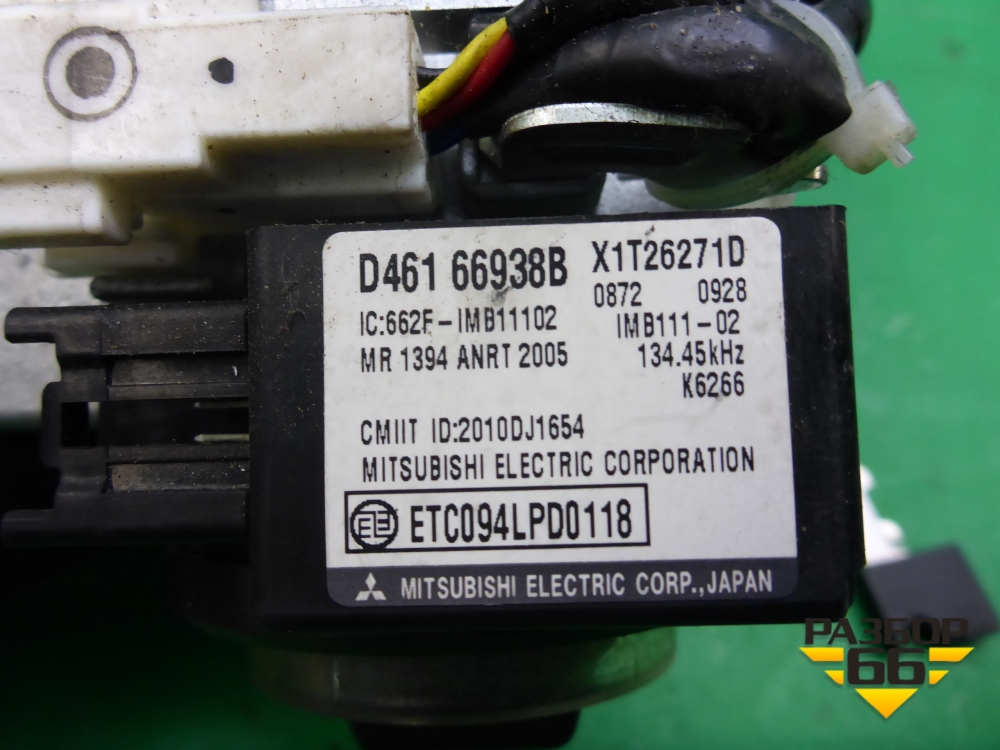 D461 66938B X1T26271D
0872 0928
IC:662F-IMB11102 IMB111-02
MR 1394 ANRT 2005 134.45kHz
K6266
CMIIT ID:2010DJ1654
MITSUBISHI ELECTRIC CORPORATION
ETC094LPD0118
MITSUBISHI ELECTRIC CORP.,JAPAN
РАЗБОР
66